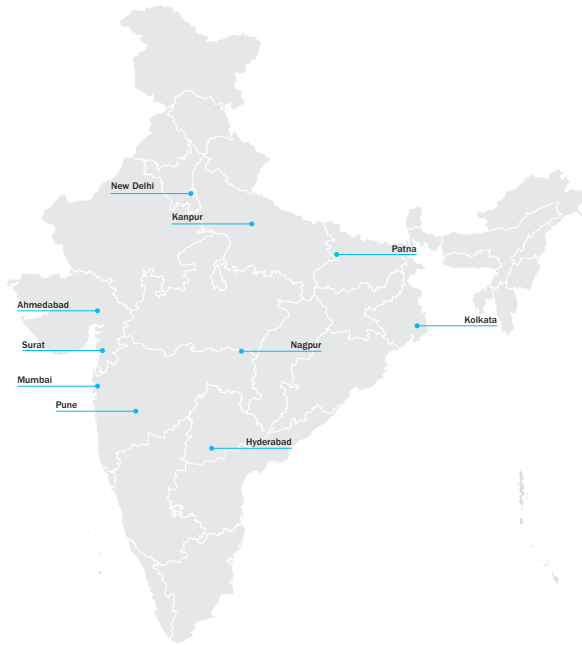 New Delhi
Kanpur
Patna
Ahmedabad
Kolkata
Surat
Nagpur
Mumbai
Pune
Hyderabad